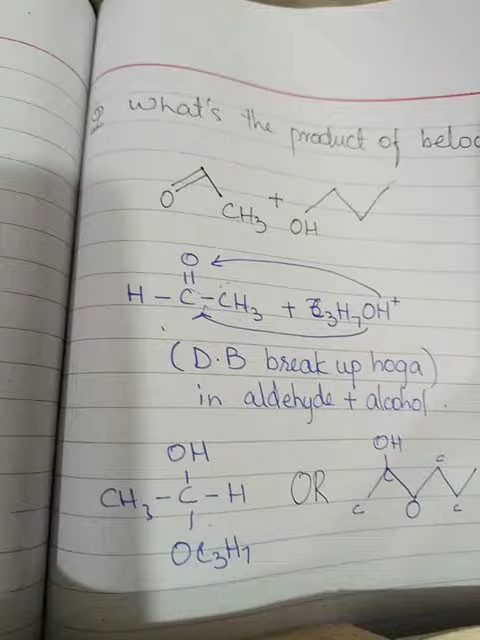 Q What's the product of
O CH3 + OH
O
H - C - CH3 + C3H7OH+
(D.B break up hoga)
in aldehyde + alcohol.
OH OH
CH3 - C - H OR C C C O C
OC3H7